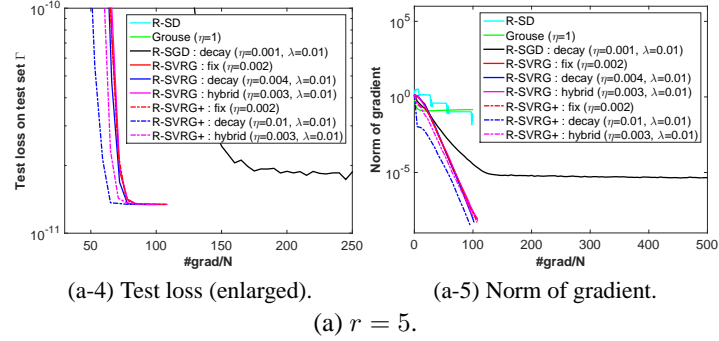 10^-10
10^-11
Test loss on test set Γ
R-SD
Grouse (η=1)
R-SGD : decay (η=0.001, λ=0.01)
R-SVRG : fix (η=0.002)
R-SVRG : decay (η=0.004, λ=0.01)
R-SVRG : hybrid (η=0.003, λ=0.01)
R-SVRG+ : fix (η=0.002)
R-SVRG+ : decay (η=0.01, λ=0.01)
R-SVRG+ : hybrid (η=0.003, λ=0.01)
50 100 150 200 250
#grad/N
(a-4) Test loss (enlarged).
10^5
10^0
10^-5
Norm of gradient
R-SD
Grouse (η=1)
R-SGD : decay (η=0.001, λ=0.01)
R-SVRG : fix (η=0.002)
R-SVRG : decay (η=0.004, λ=0.01)
R-SVRG : hybrid (η=0.003, λ=0.01)
R-SVRG+ : fix (η=0.002)
R-SVRG+ : decay (η=0.01, λ=0.01)
R-SVRG+ : hybrid (η=0.003, λ=0.01)
0 100 200 300 400 500
#grad/N
(a-5) Norm of gradient.
(a) r = 5.